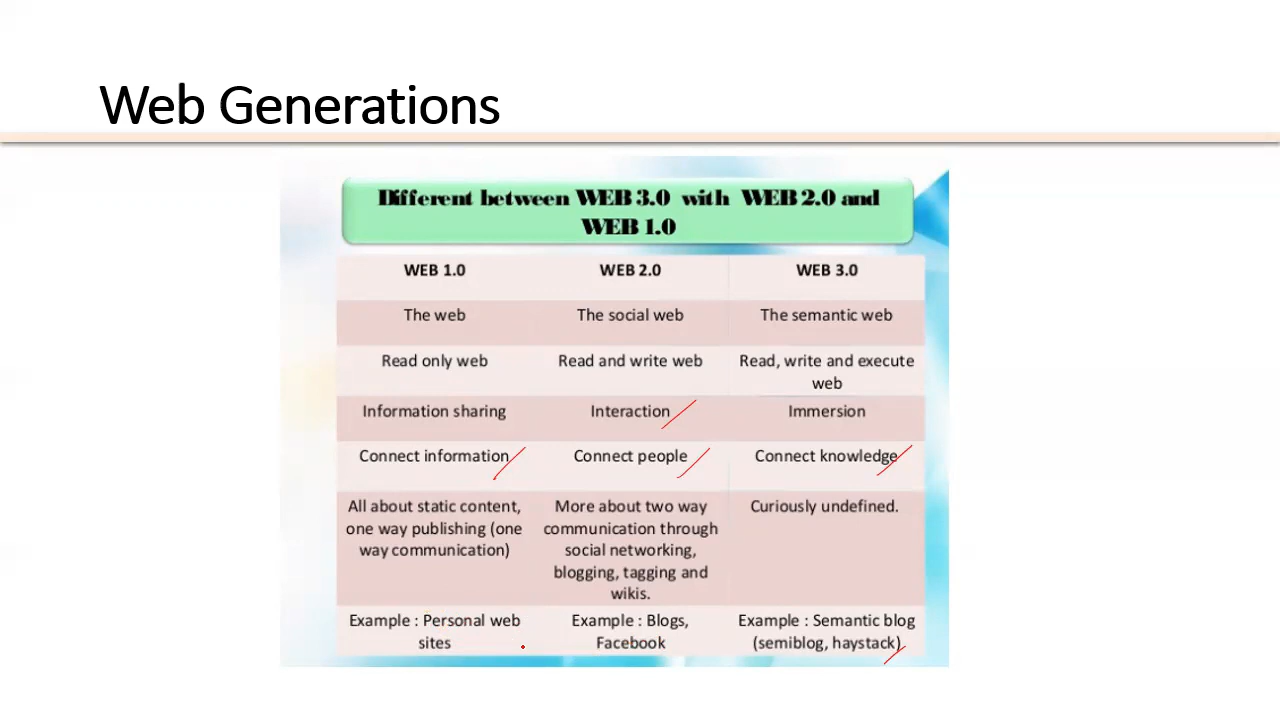 Web Generations
Different between WEB 3.0 with WEB 2.0 and
WEB 1.0
WEB 1.0 WEB 2.0 WEB 3.0
The web The social web The semantic web
Read only web Read and write web Read, write and execute
web
Information sharing Interaction Immersion
Connect information Connect people Connect knowledge
All about static content,
one way publishing (one
way communication)
More about two way
communication through
social networking,
blogging, tagging and
wikis.
Curiously undefined.
Example : Personal web
sites
Example : Blogs,
Facebook
Example : Semantic blog
(semiblog, haystack)